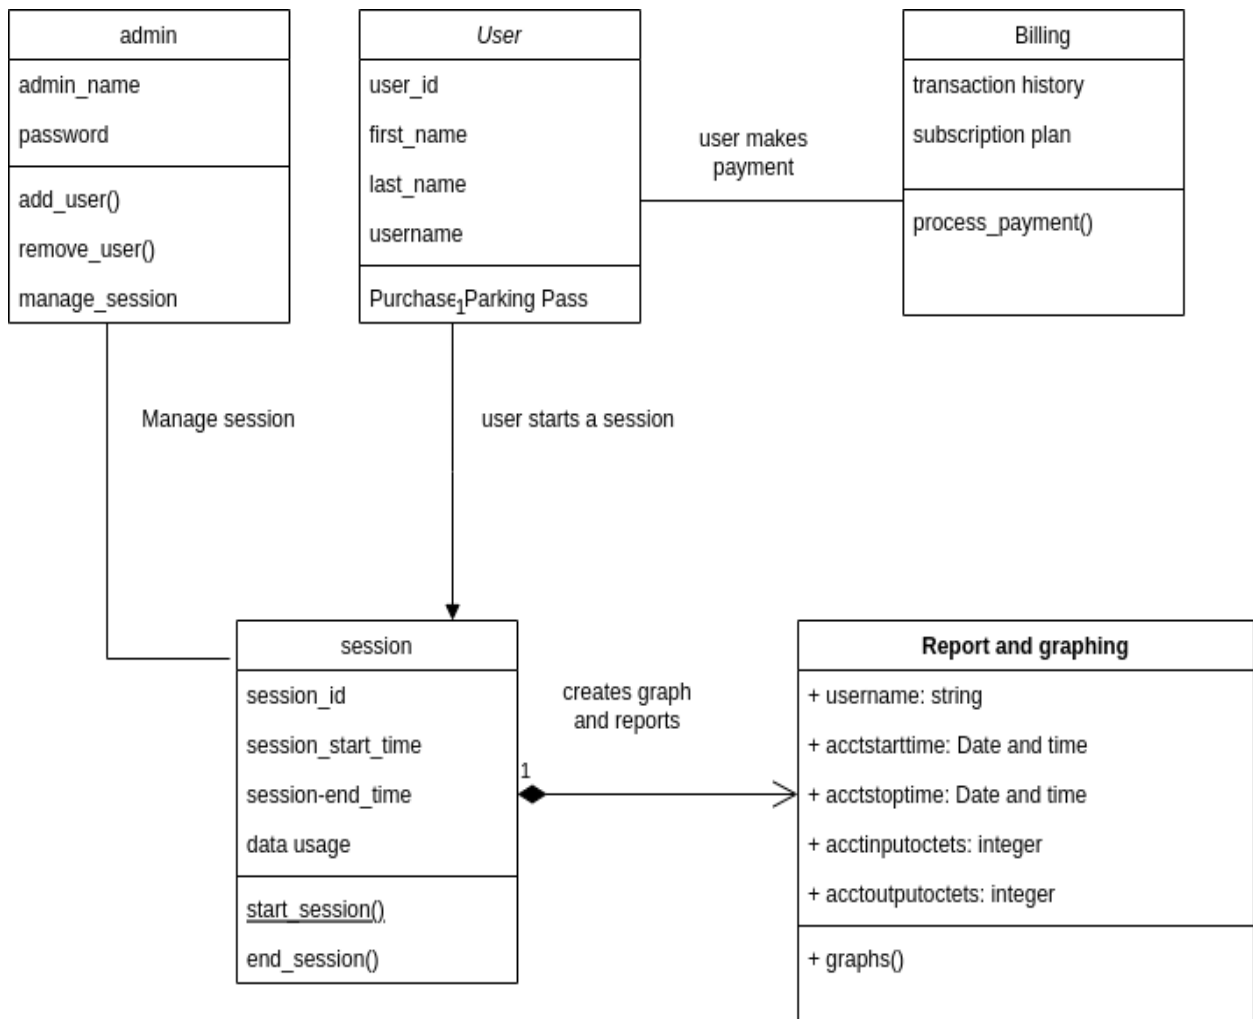 admin
admin_name
password
add_user()
remove_user()
manage_session
User
user_id
first_name
last_name
username
Purchase Parking Pass
1
Billing
transaction history
subscription plan
process_payment()
user makes
payment
Manage session
user starts a session
session
session_id
session_start_time
session-end_time
data usage
start_session()
end_session()
creates graph
and reports
1
Report and graphing
+ username: string
+ acctstarttime: Date and time
+ acctstoptime: Date and time
+ acctinputoctets: integer
+ acctoutputoctets: integer
+ graphs()